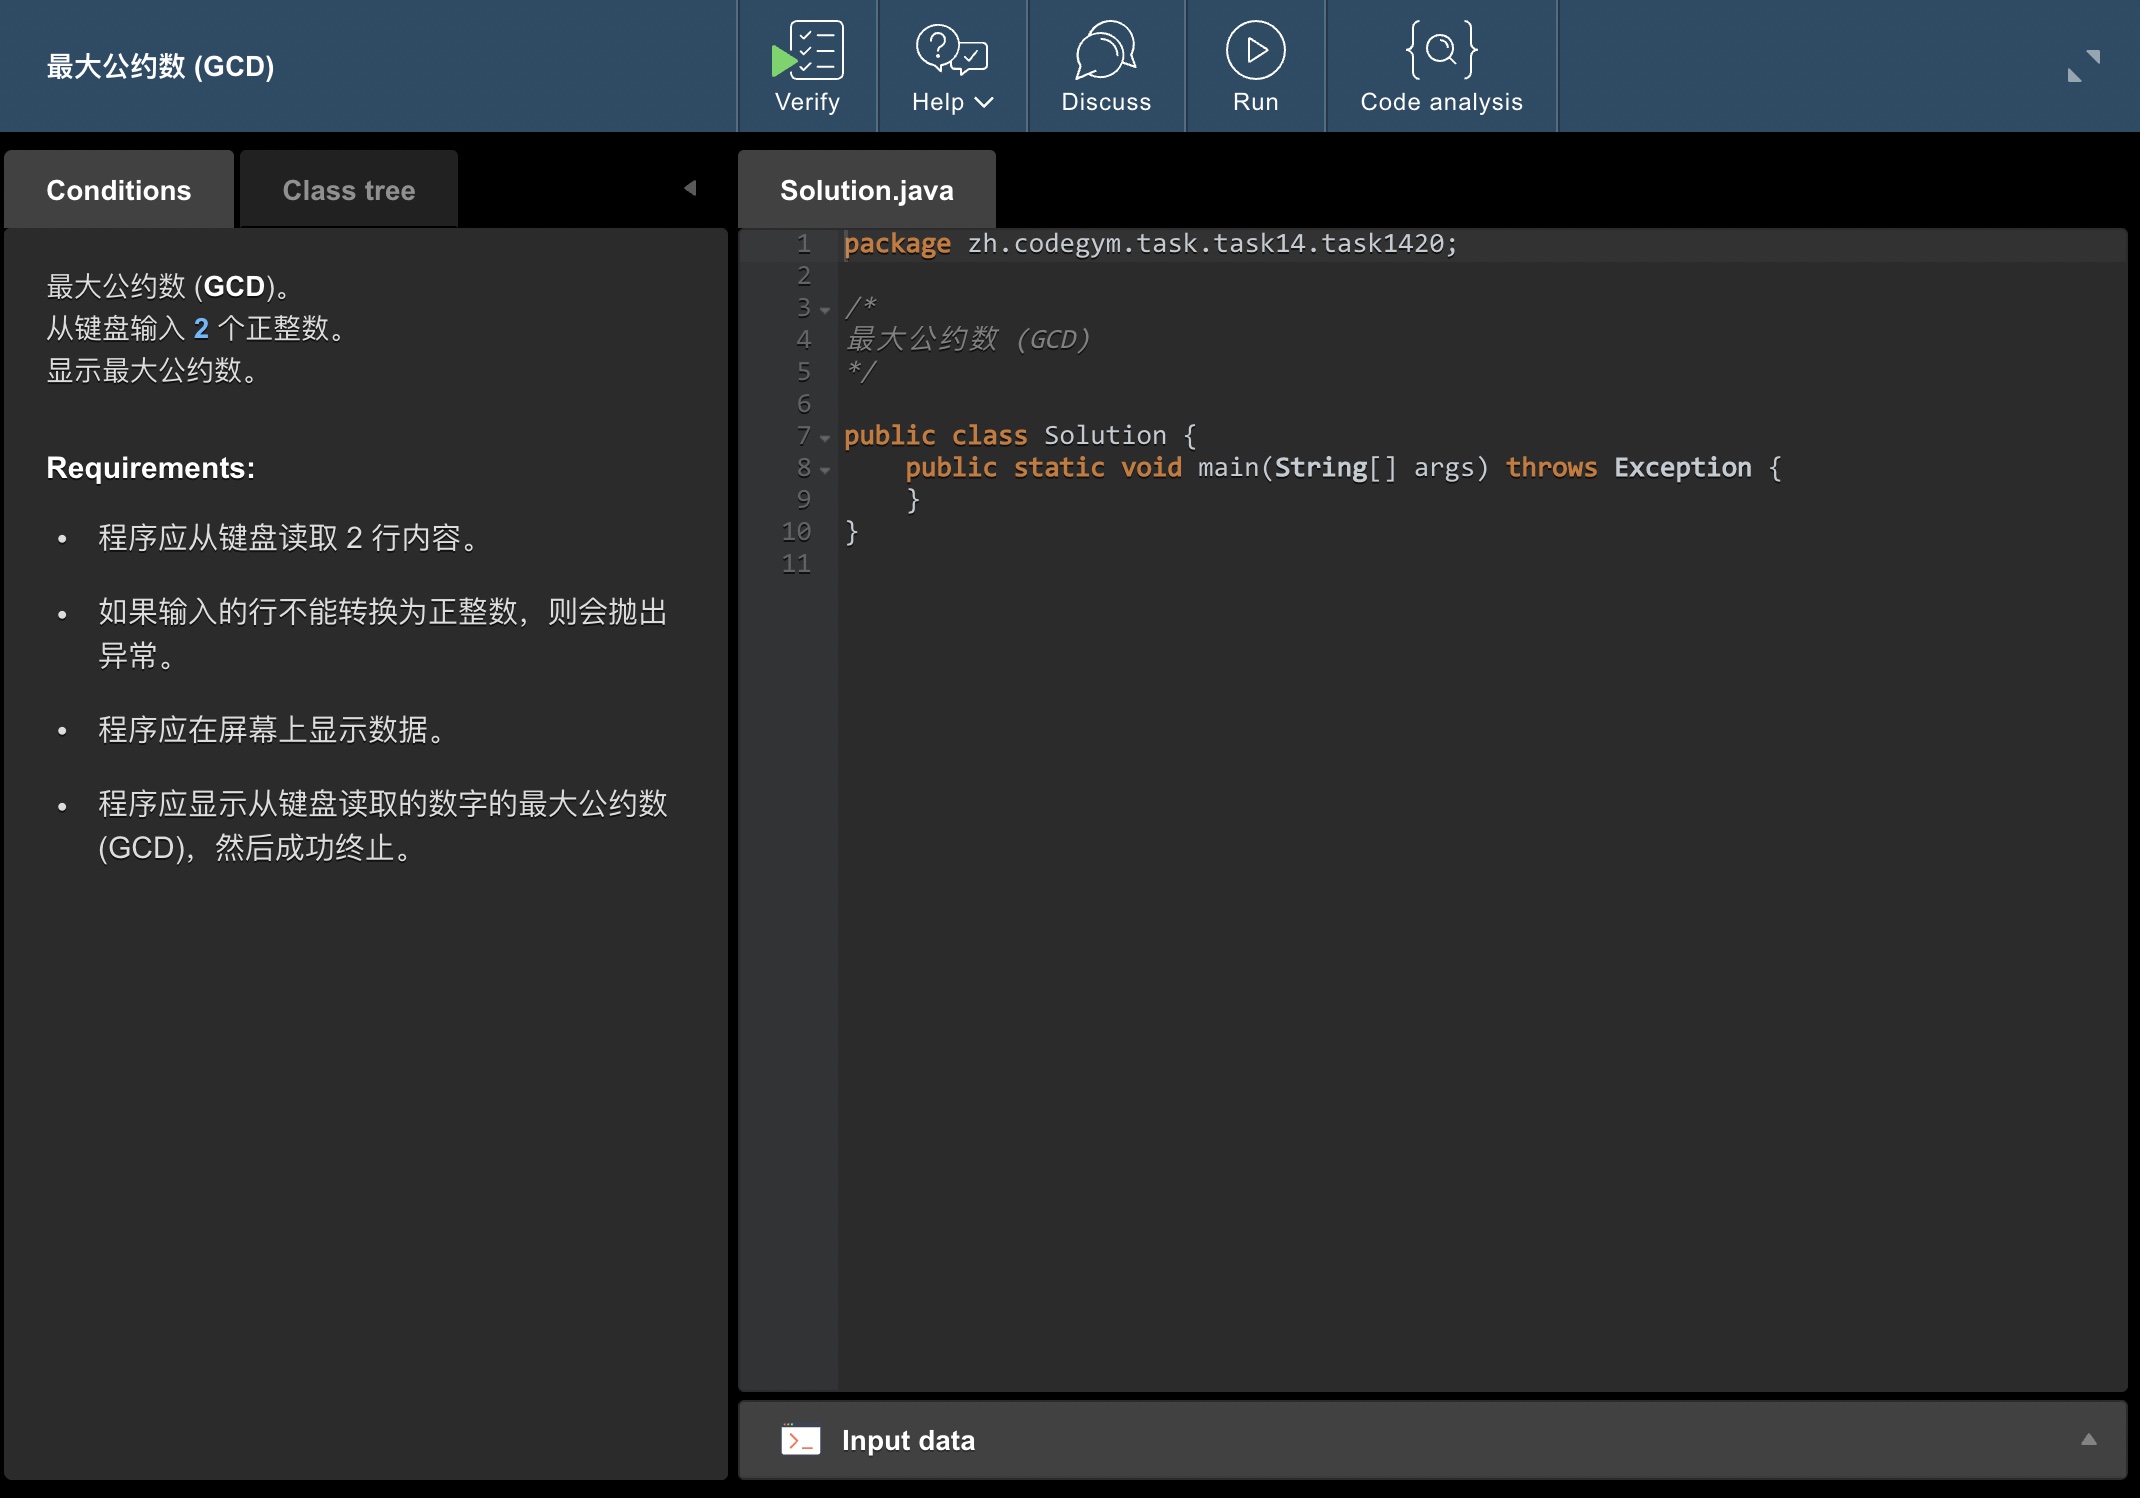 最大公约数 (GCD)
Verify
Help
Discuss
Run
Code analysis
Conditions
Class tree
最大公约数 (GCD)。
从键盘输入 2 个正整数。
显示最大公约数。
Requirements:
• 程序应从键盘读取 2 行内容。
• 如果输入的行不能转换为正整数，则会抛出
异常。
• 程序应在屏幕上显示数据。
• 程序应显示从键盘读取的数字的最大公约数
(GCD)，然后成功终止。
Solution.java
1 package zh.codegym.task.task14.task1420;
2
3 /*
4 最大公约数 (GCD)
5 */
6
7 public class Solution {
8     public static void main(String[] args) throws Exception {
9     }
10 }
11
Input data